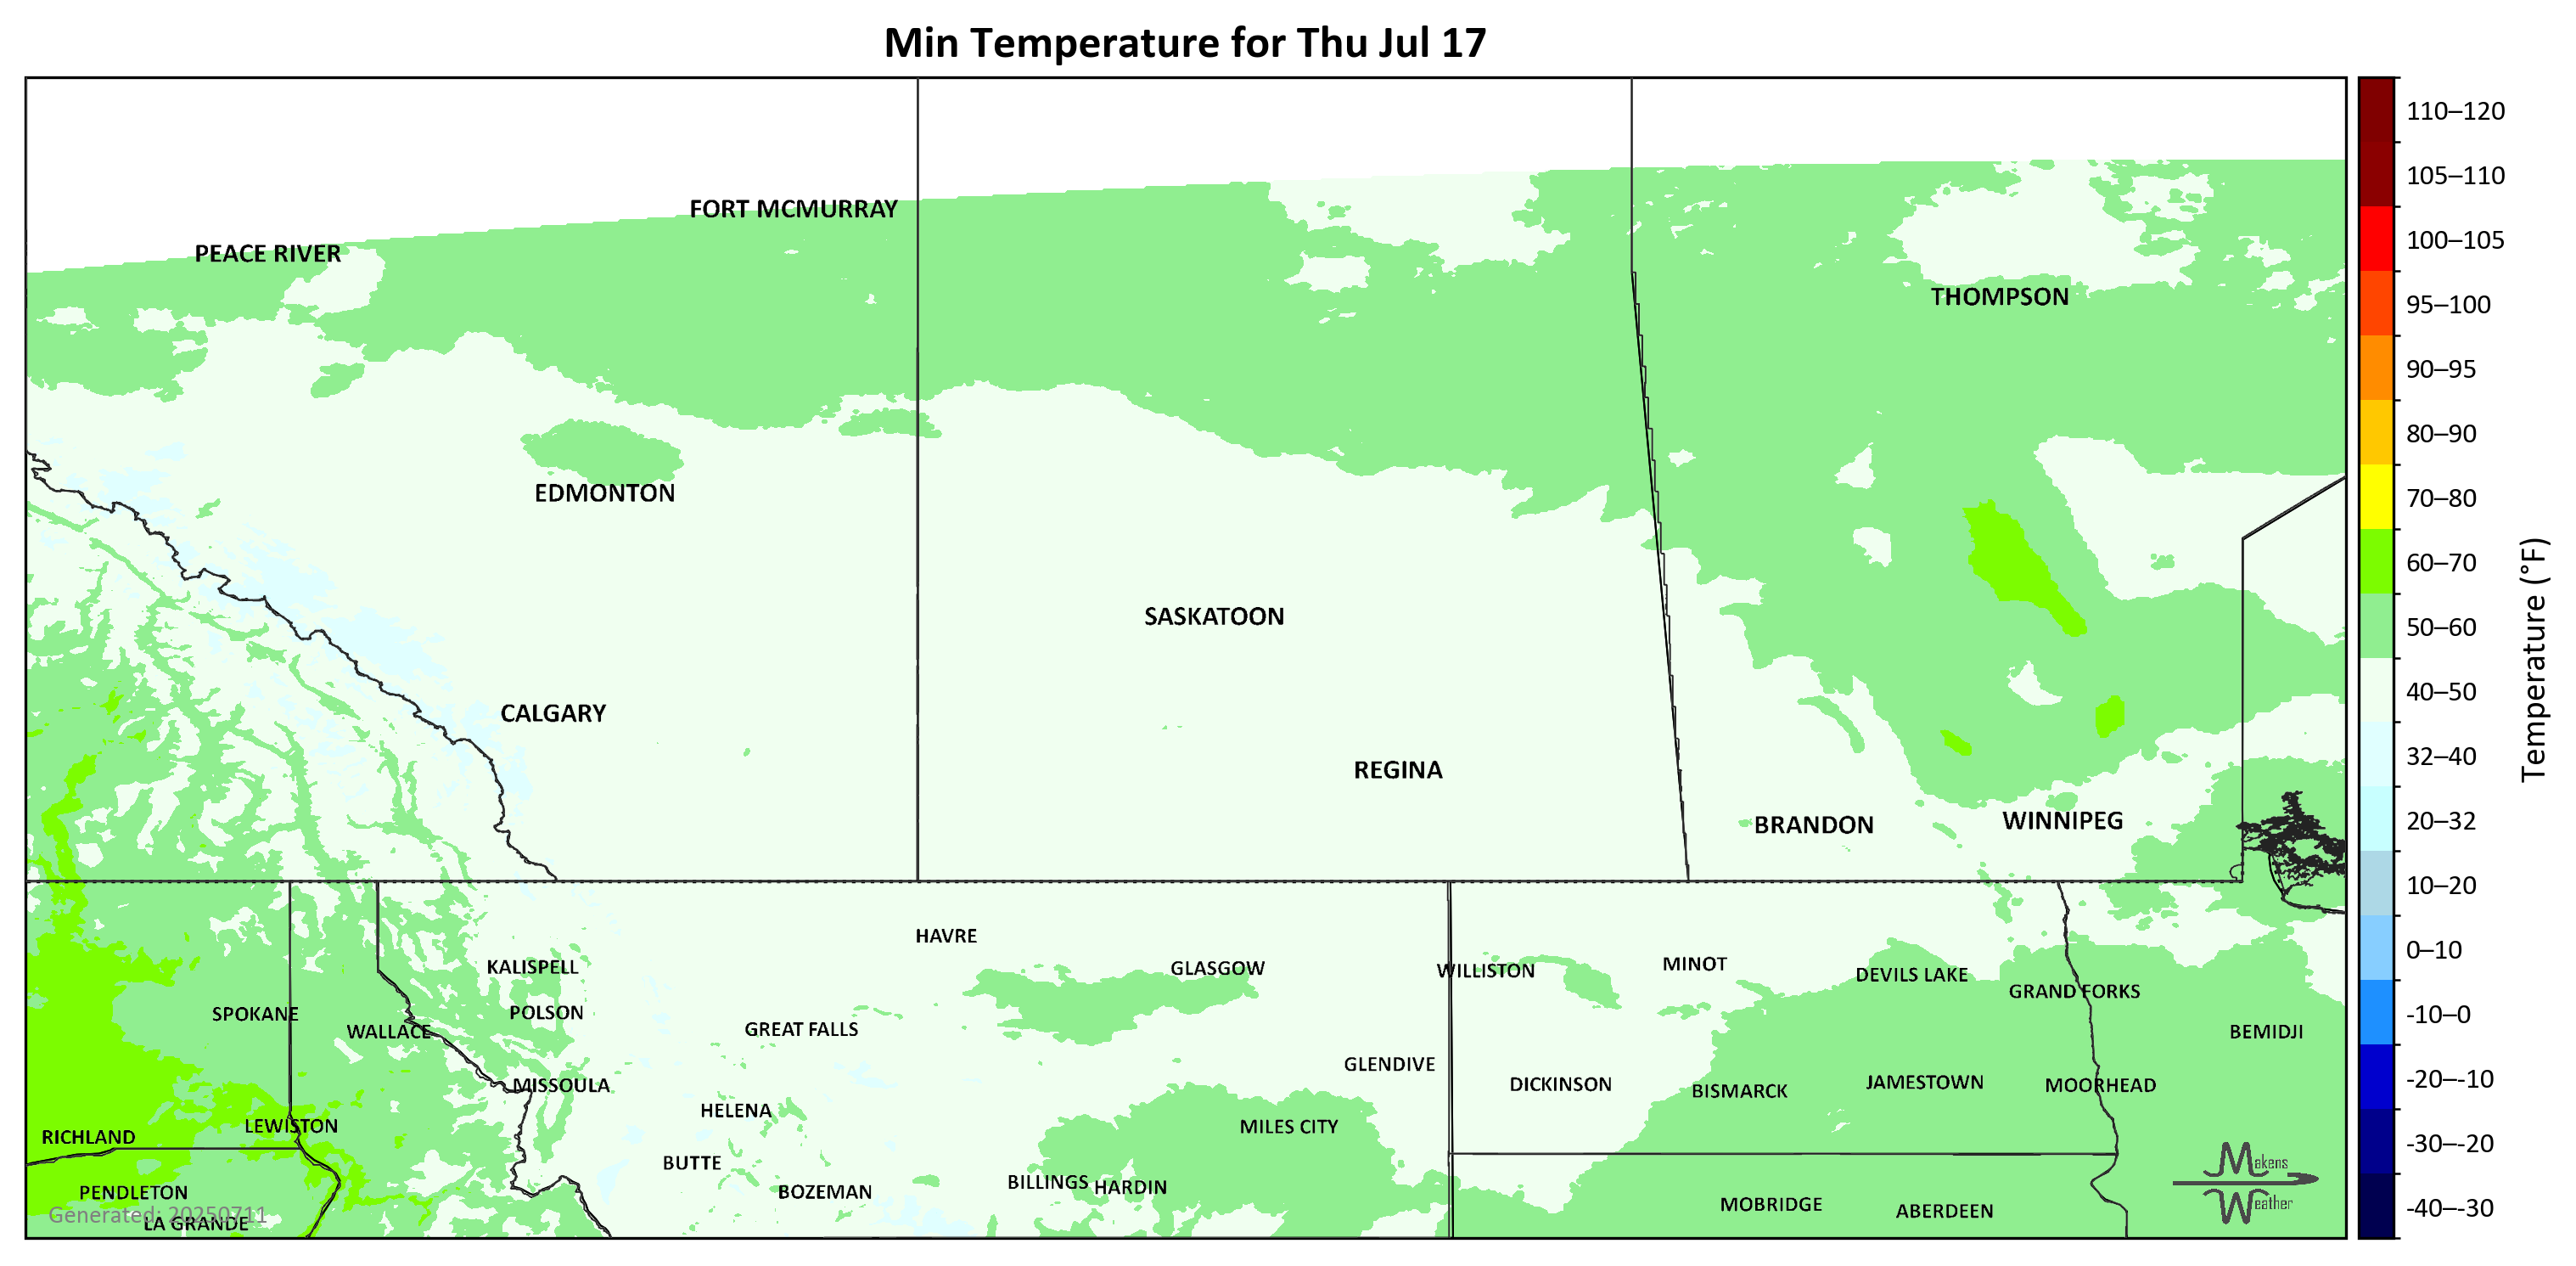 Min Temperature for Thu Jul 17
110–120
105–110
100–105
95–100
90–95
80–90
70–80
60–70
50–60
40–50
32–40
20–32
10–20
0–10
-10–0
-20–-10
-30–-20
-40–-30
Temperature (°F)
FORT MCMURRAY
PEACE RIVER
THOMPSON
EDMONTON
SASKATOON
CALGARY
REGINA
BRANDON
WINNIPEG
HAVRE
KALISPELL
GLASGOW
WILLISTON
MINOT
DEVILS LAKE
GRAND FORKS
SPOKANE
POLSON
WALLACE
GREAT FALLS
BEMIDJI
GLENDIVE
MISSOULA
DICKINSON
BISMARCK
JAMESTOWN
MOORHEAD
HELENA
LEWISTON
MILES CITY
RICHLAND
BUTTE
BILLINGS
HARDIN
PENDLETON
BOZEMAN
MOBRIDGE
ABERDEEN
LA GRANDE
Generated: 20250711
Makens
Weather